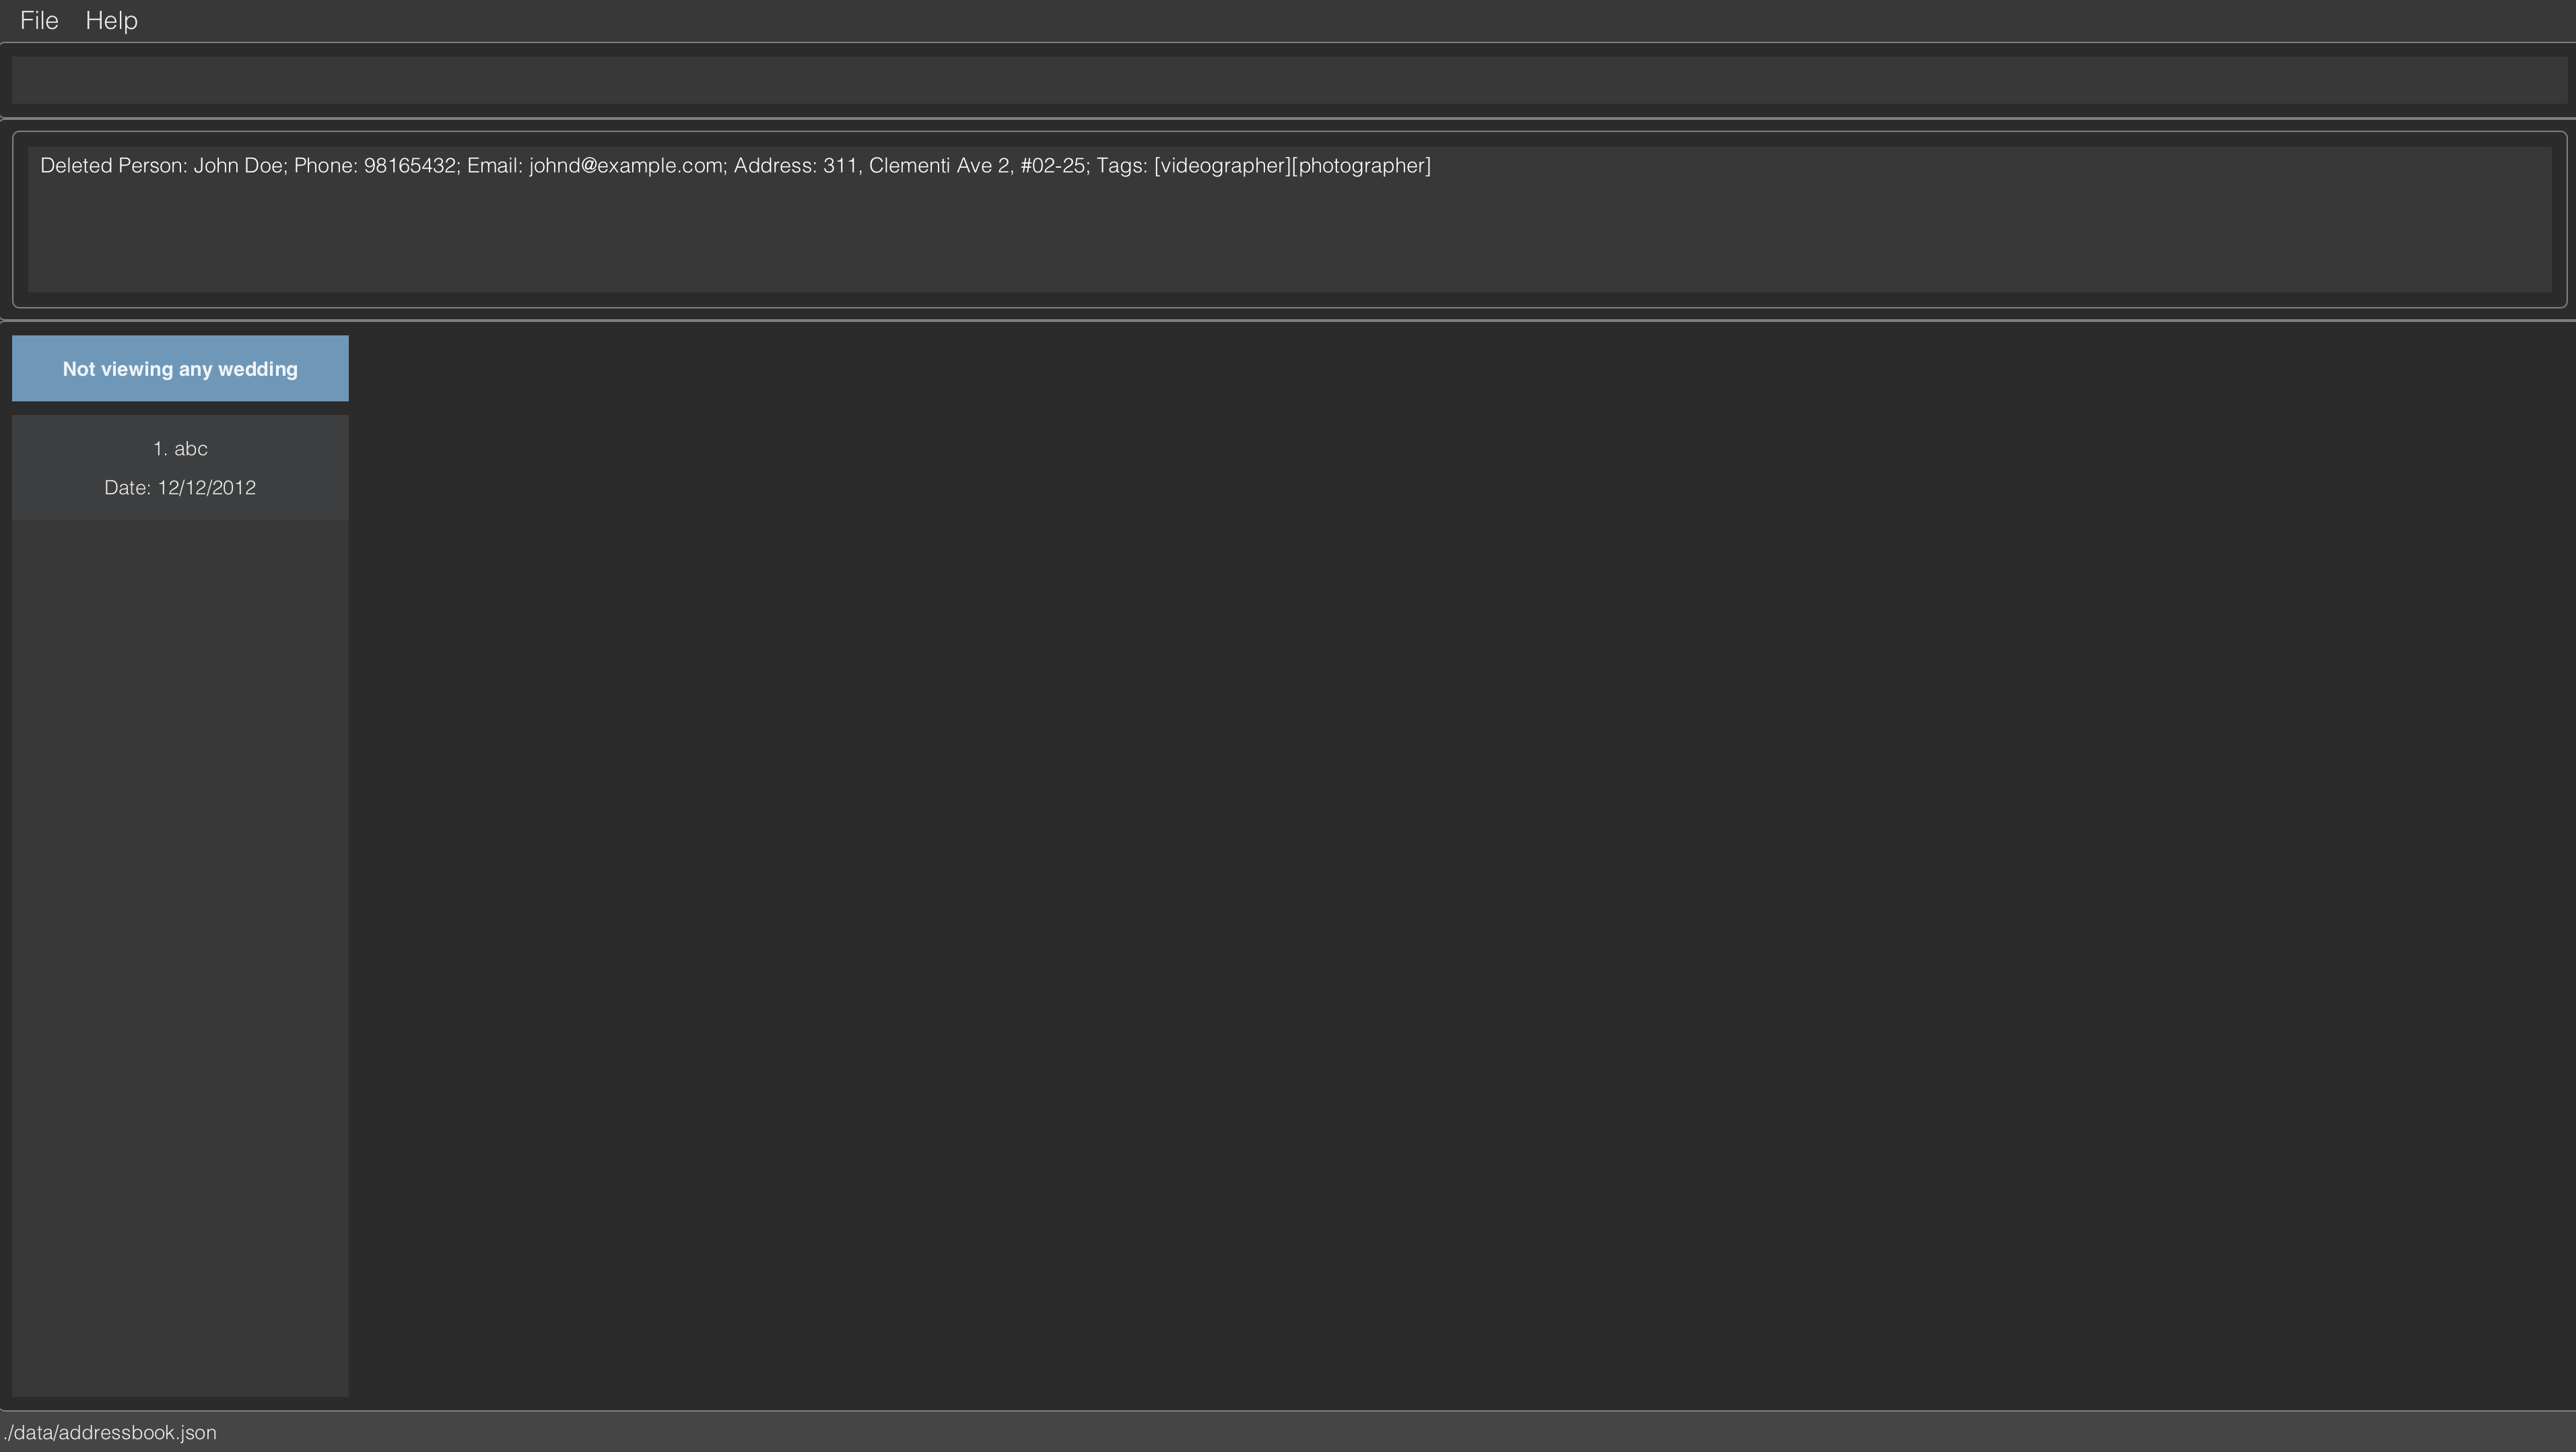 File Help
Deleted Person: John Doe; Phone: 98165432; Email: johnd@example.com; Address: 311, Clementi Ave 2, #02-25; Tags: [videographer][photographer]
Not viewing any wedding
1. abc
Date: 12/12/2012
./data/addressbook.json